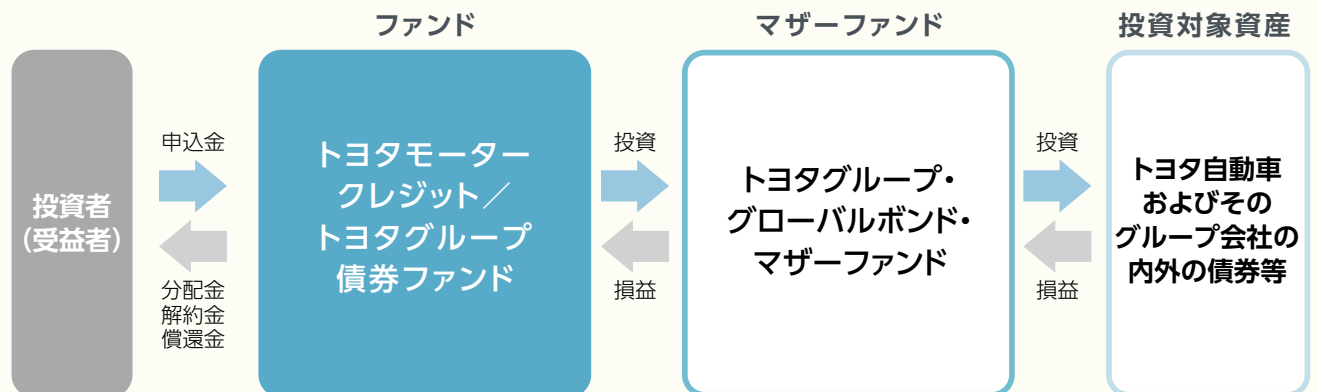 ファンド
マザーファンド
投資対象資産
投資者
(受益者)
申込金
分配金
解約金
償還金
トヨタモーター
クレジット／
トヨタグループ
債券ファンド
投資
損益
トヨタグループ・
グローバルボンド・
マザーファンド
投資
損益
トヨタ自動車
およびその
グループ会社の
内外の債券等